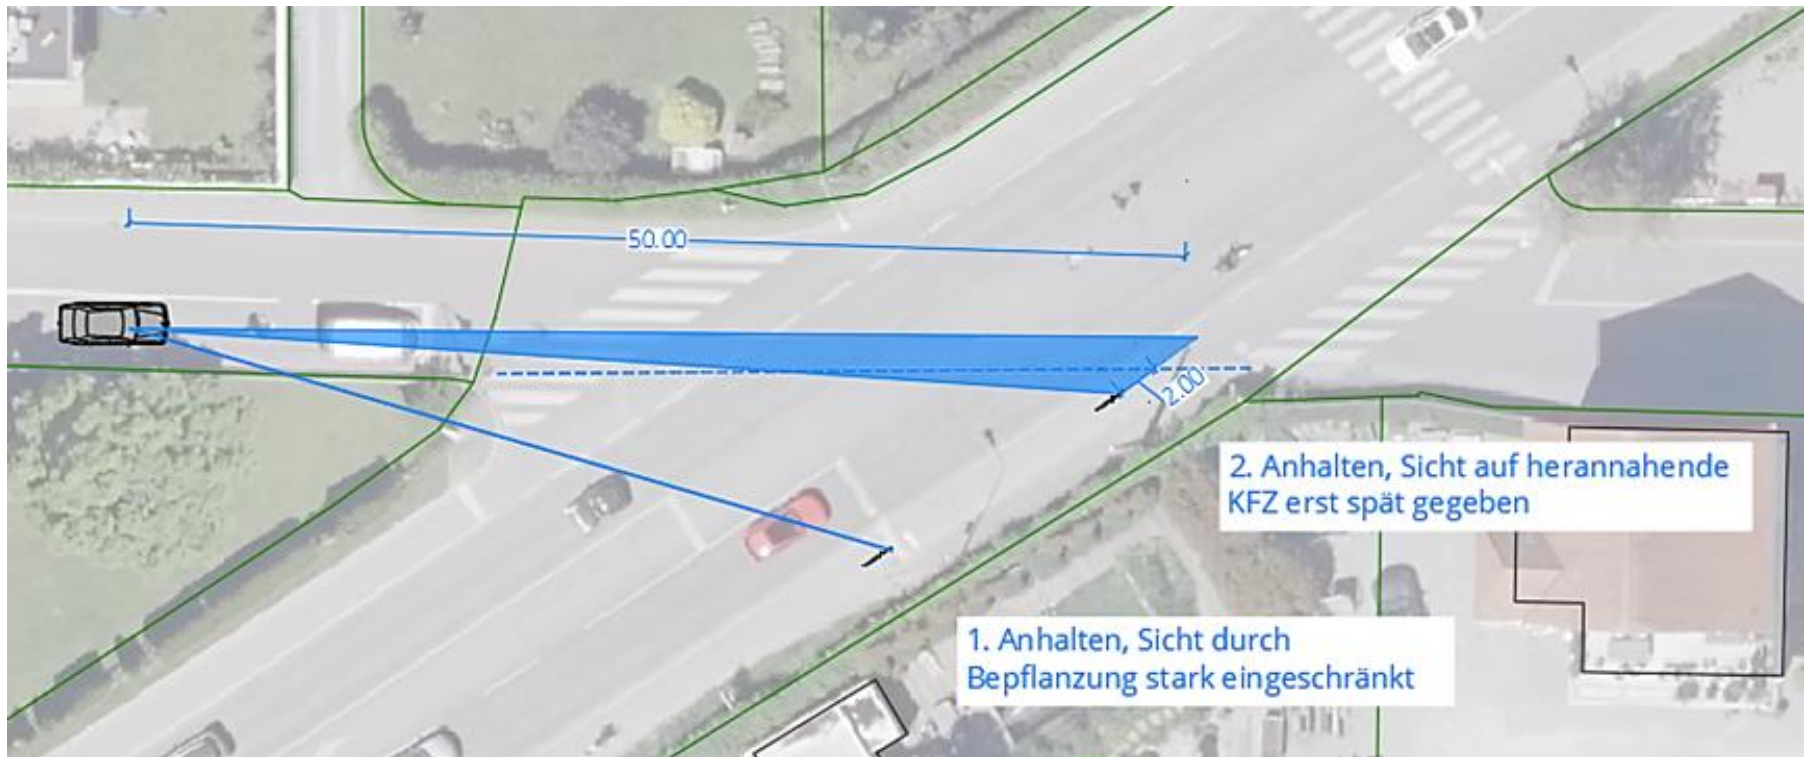 50.00
2.00
2. Anhalten, Sicht auf herannahende
KFZ erst spät gegeben
1. Anhalten, Sicht durch
Bepflanzung stark eingeschränkt